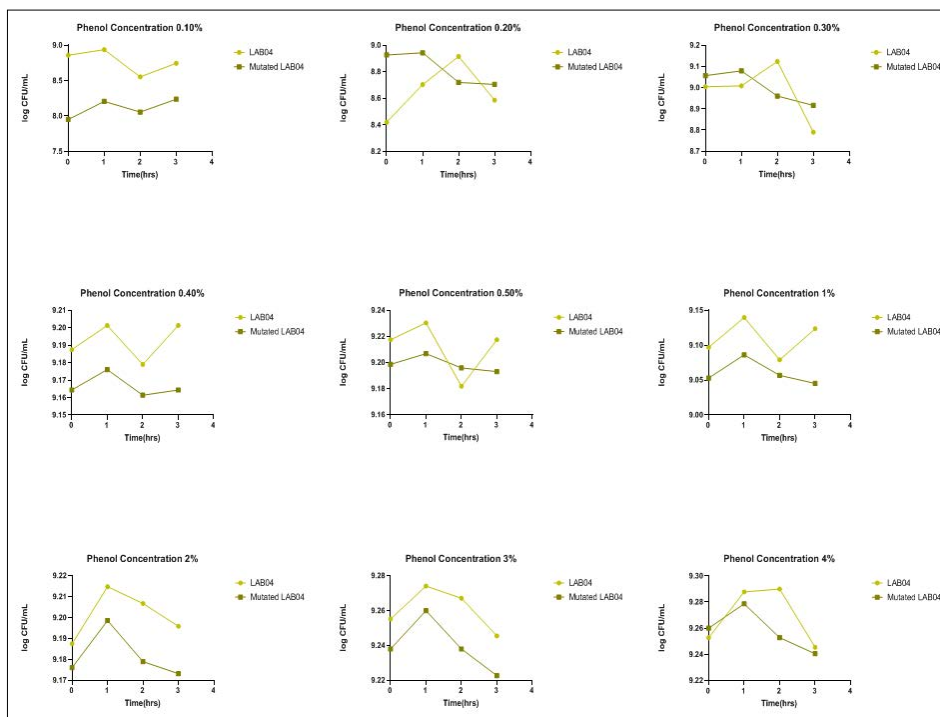 Phenol Concentration 0.10%
9.0
8.5
8.0
7.5
log CFU/mL
0 1 2 3 4
Time(hrs)
LAB04
Mutated LAB04
Phenol Concentration 0.20%
9.0
8.8
8.6
8.4
8.2
log CFU/mL
0 1 2 3 4
Time(hrs)
LAB04
Mutated LAB04
Phenol Concentration 0.30%
9.2
9.1
9.0
8.9
8.8
8.7
log CFU/mL
0 1 2 3 4
Time(hrs)
LAB04
Mutated LAB04
Phenol Concentration 0.40%
9.21
9.20
9.19
9.18
9.17
9.16
9.15
log CFU/mL
0 1 2 3 4
Time(hrs)
LAB04
Mutated LAB04
Phenol Concentration 0.50%
9.24
9.22
9.20
9.18
9.16
log CFU/mL
0 1 2 3 4
Time(hrs)
LAB04
Mutated LAB04
Phenol Concentration 1%
9.15
9.10
9.05
9.00
log CFU/mL
0 1 2 3 4
Time(hrs)
LAB04
Mutated LAB04
Phenol Concentration 2%
9.22
9.21
9.20
9.19
9.18
9.17
log CFU/mL
0 1 2 3 4
Time(hrs)
LAB04
Mutated LAB04
Phenol Concentration 3%
9.28
9.26
9.24
9.22
log CFU/mL
0 1 2 3 4
Time(hrs)
LAB04
Mutated LAB04
Phenol Concentration 4%
9.30
9.28
9.26
9.24
9.22
log CFU/mL
0 1 2 3 4
Time(hrs)
LAB04
Mutated LAB04